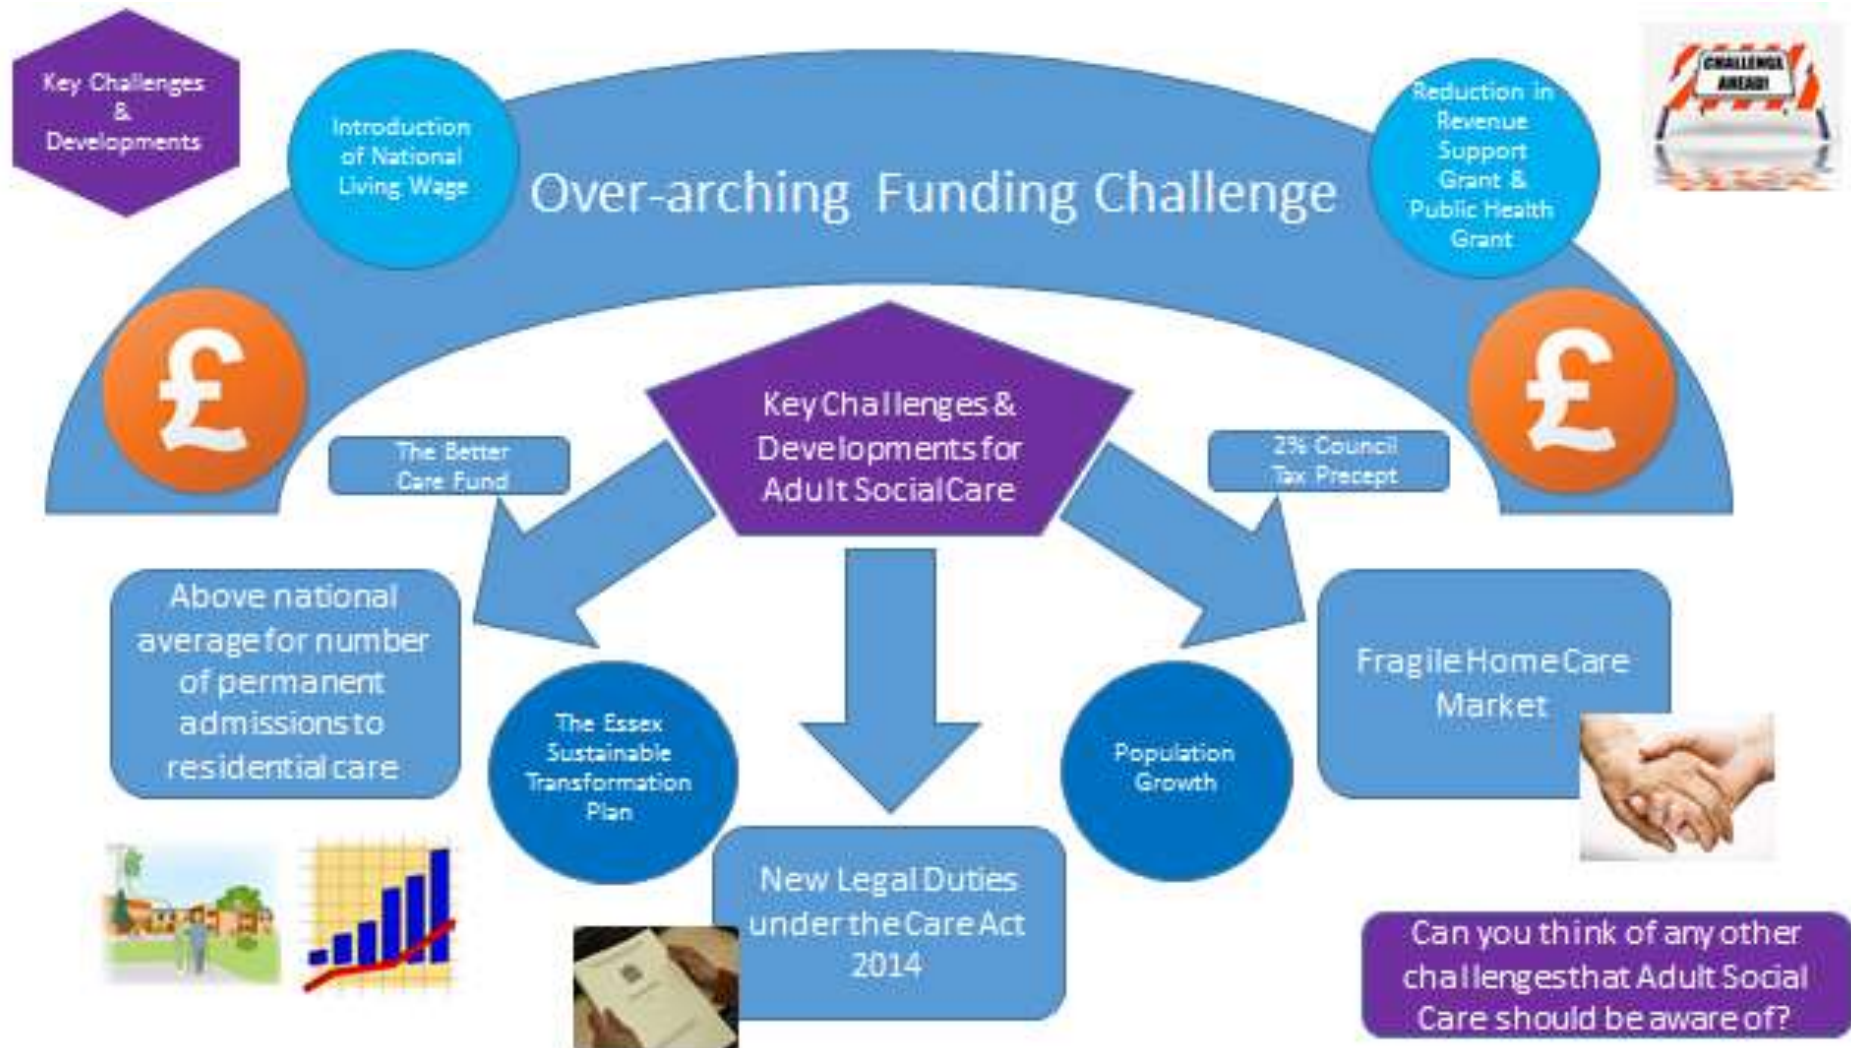 Key Challenges
&
Developments
Introduction
of National
Living Wage
Over-arching Funding Challenge
Reduction in
Revenue
Support
Grant &
Public Health
Grant
CHALLENGE
AHEAD!
£
£
Key Challenges &
Developments for
Adult Social Care
The Better
Care Fund
2% Council
Tax Precept
Above national
average for number
of permanent
admissions to
residential care
The Essex
Sustainable
Transformation
Plan
New Legal Duties
under the Care Act
2014
Population
Growth
Fragile Home Care
Market
Can you think of any other
challenges that Adult Social
Care should be aware of?